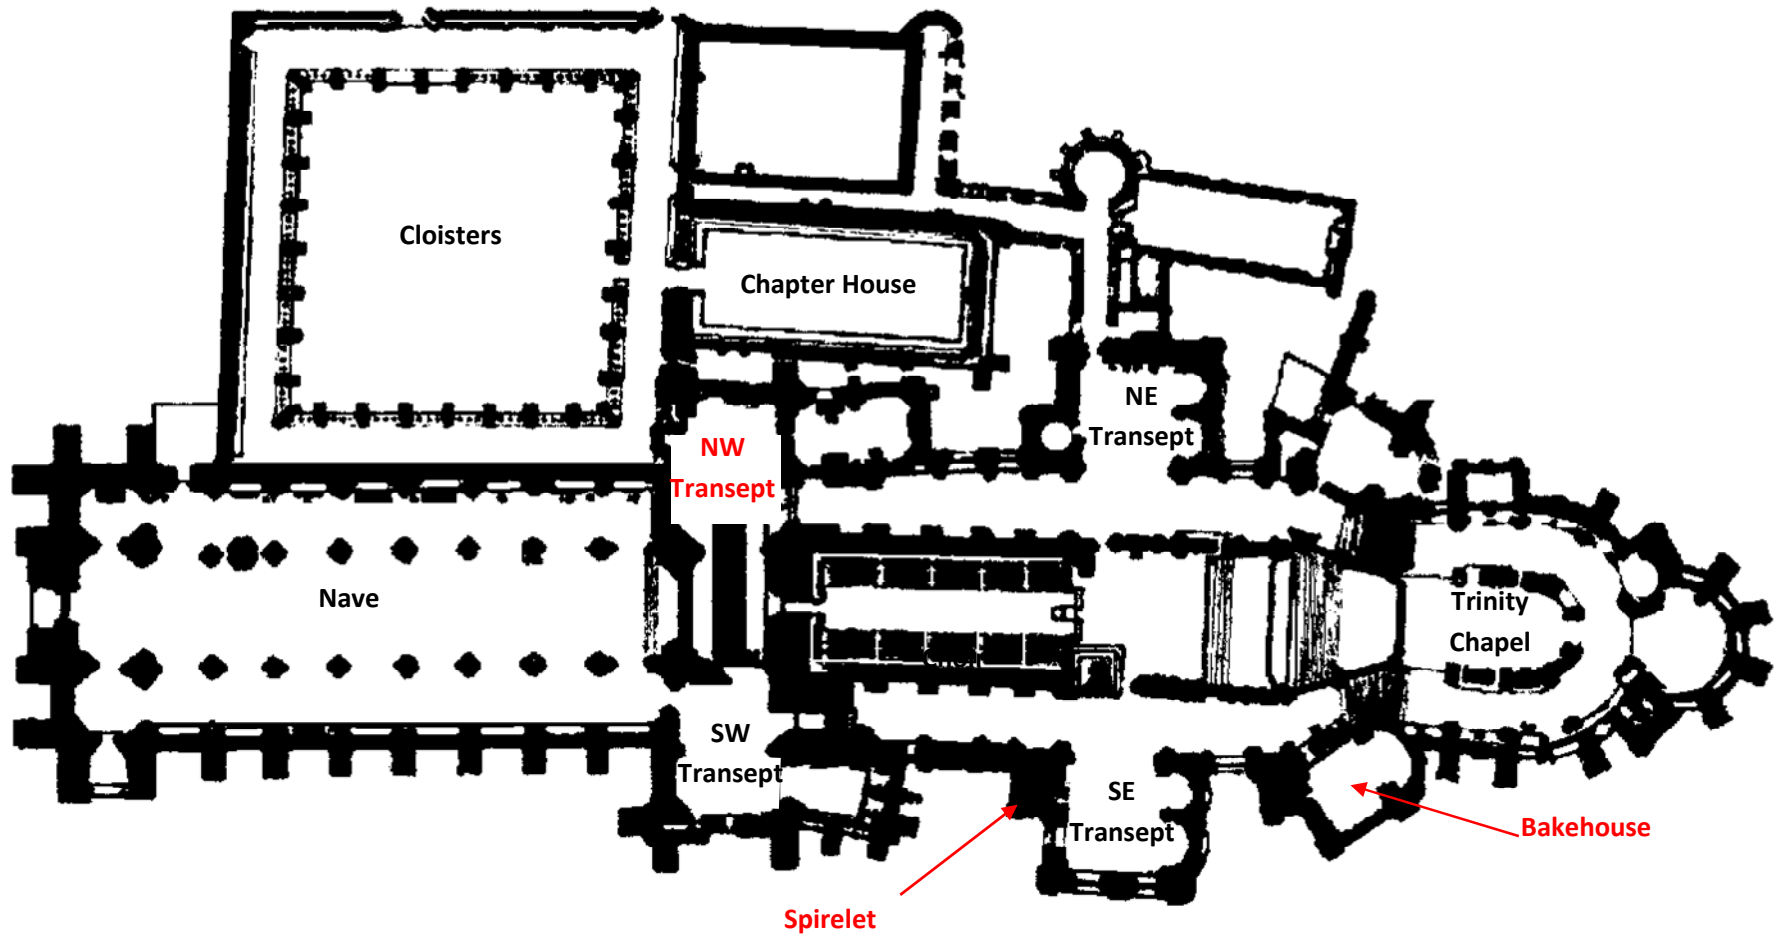 Cloisters
Chapter House
NE
Transept
NW
Transept
Nave
Trinity
Chapel
SW
Transept
SE
Transept
Bakehouse
Spirelet